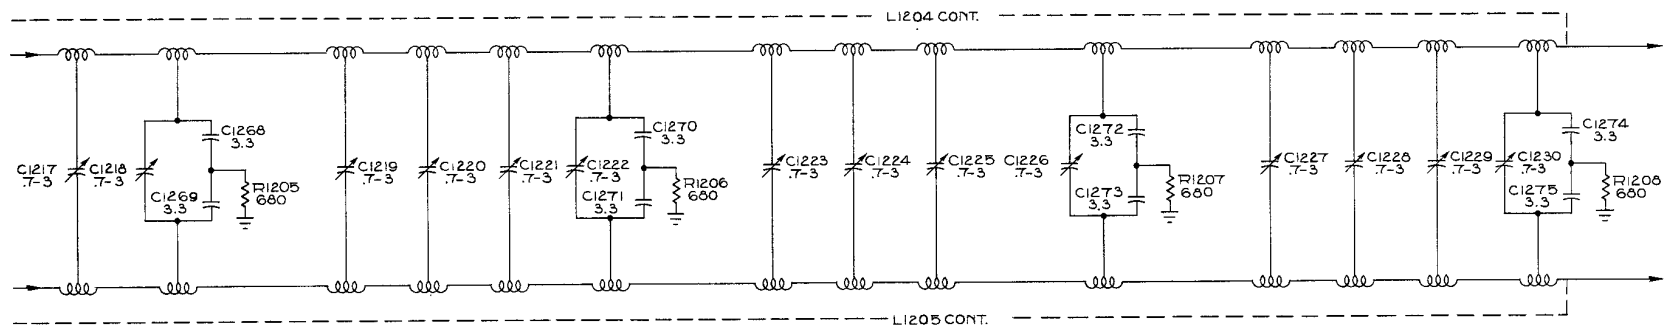 L1204 CONT.
C1217
.7-3
C1218
.7-3
C1268
3.3
C1269
3.3
R1205
680
C1219
.7-3
C1220
.7-3
C1221
.7-3
C1222
.7-3
C1270
3.3
C1271
3.3
R1206
680
C1223
.7-3
C1224
.7-3
C1225
.7-3
C1226
.7-3
C1272
3.3
C1273
3.3
R1207
680
C1227
.7-3
C1228
.7-3
C1229
.7-3
C1230
.7-3
C1274
3.3
C1275
3.3
R1208
680
L1205 CONT.